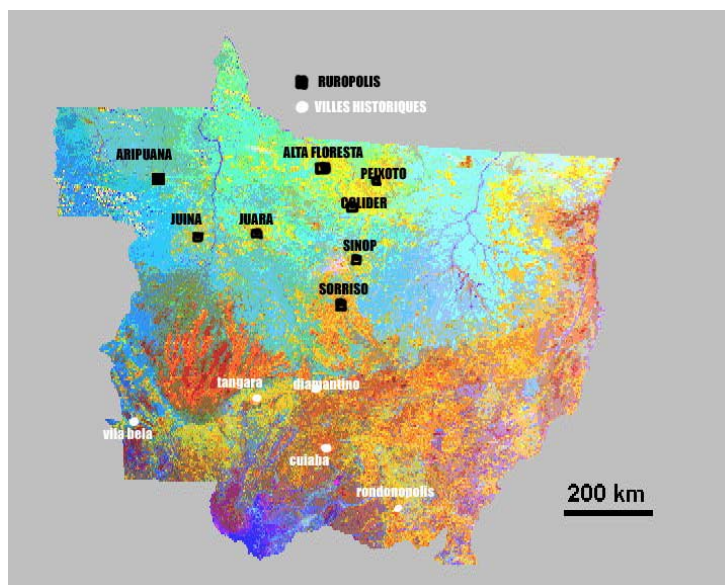 RUROPOLIS
VILLES HISTORIQUES
ARIPUANA
ALTA FLORESTA
PEIXOTO
COLIDER
JUINA
JUARA
SINOP
SORRISO
tangara
diamantino
vila bela
cuiaba
rondonopolis
200 km